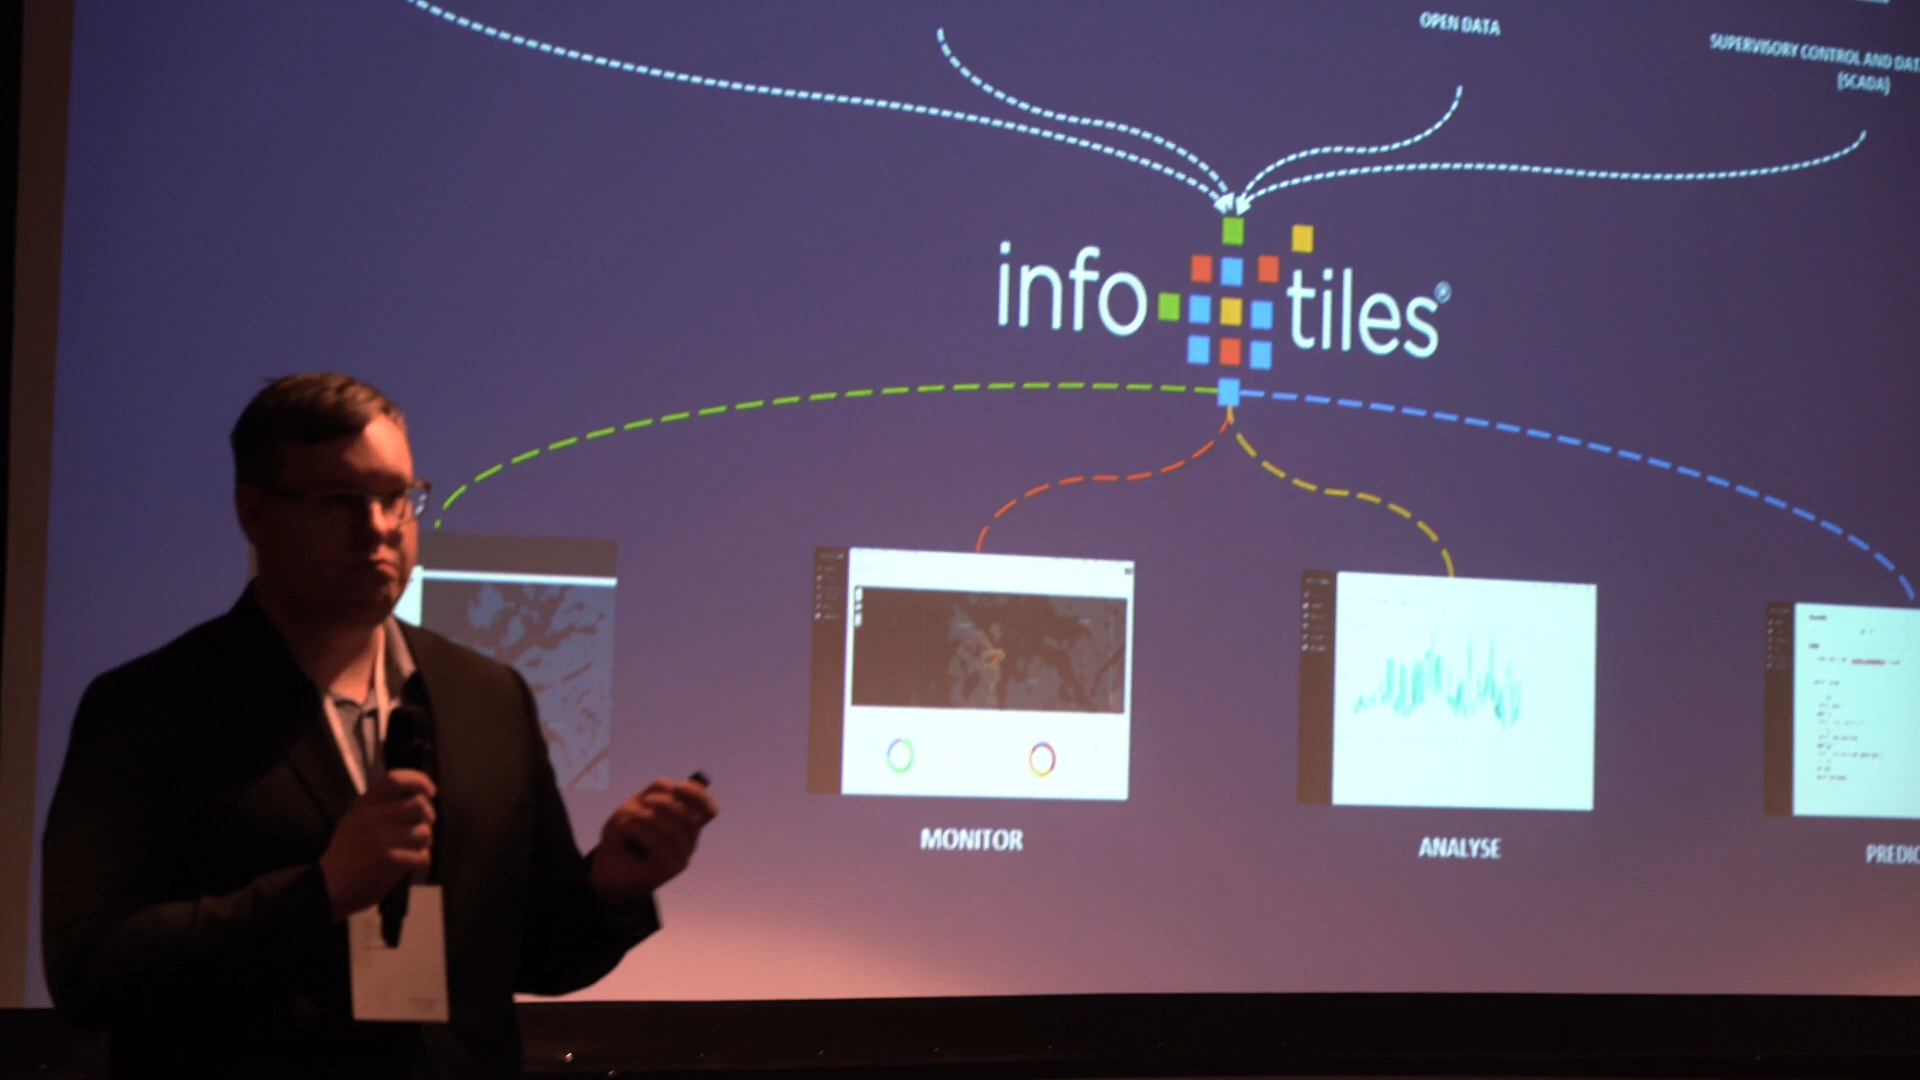 OPEN DATA
SUPERVISORY CONTROL AND DAT
(SCADA)
info tiles®
MONITOR
ANALYSE
PREDIC